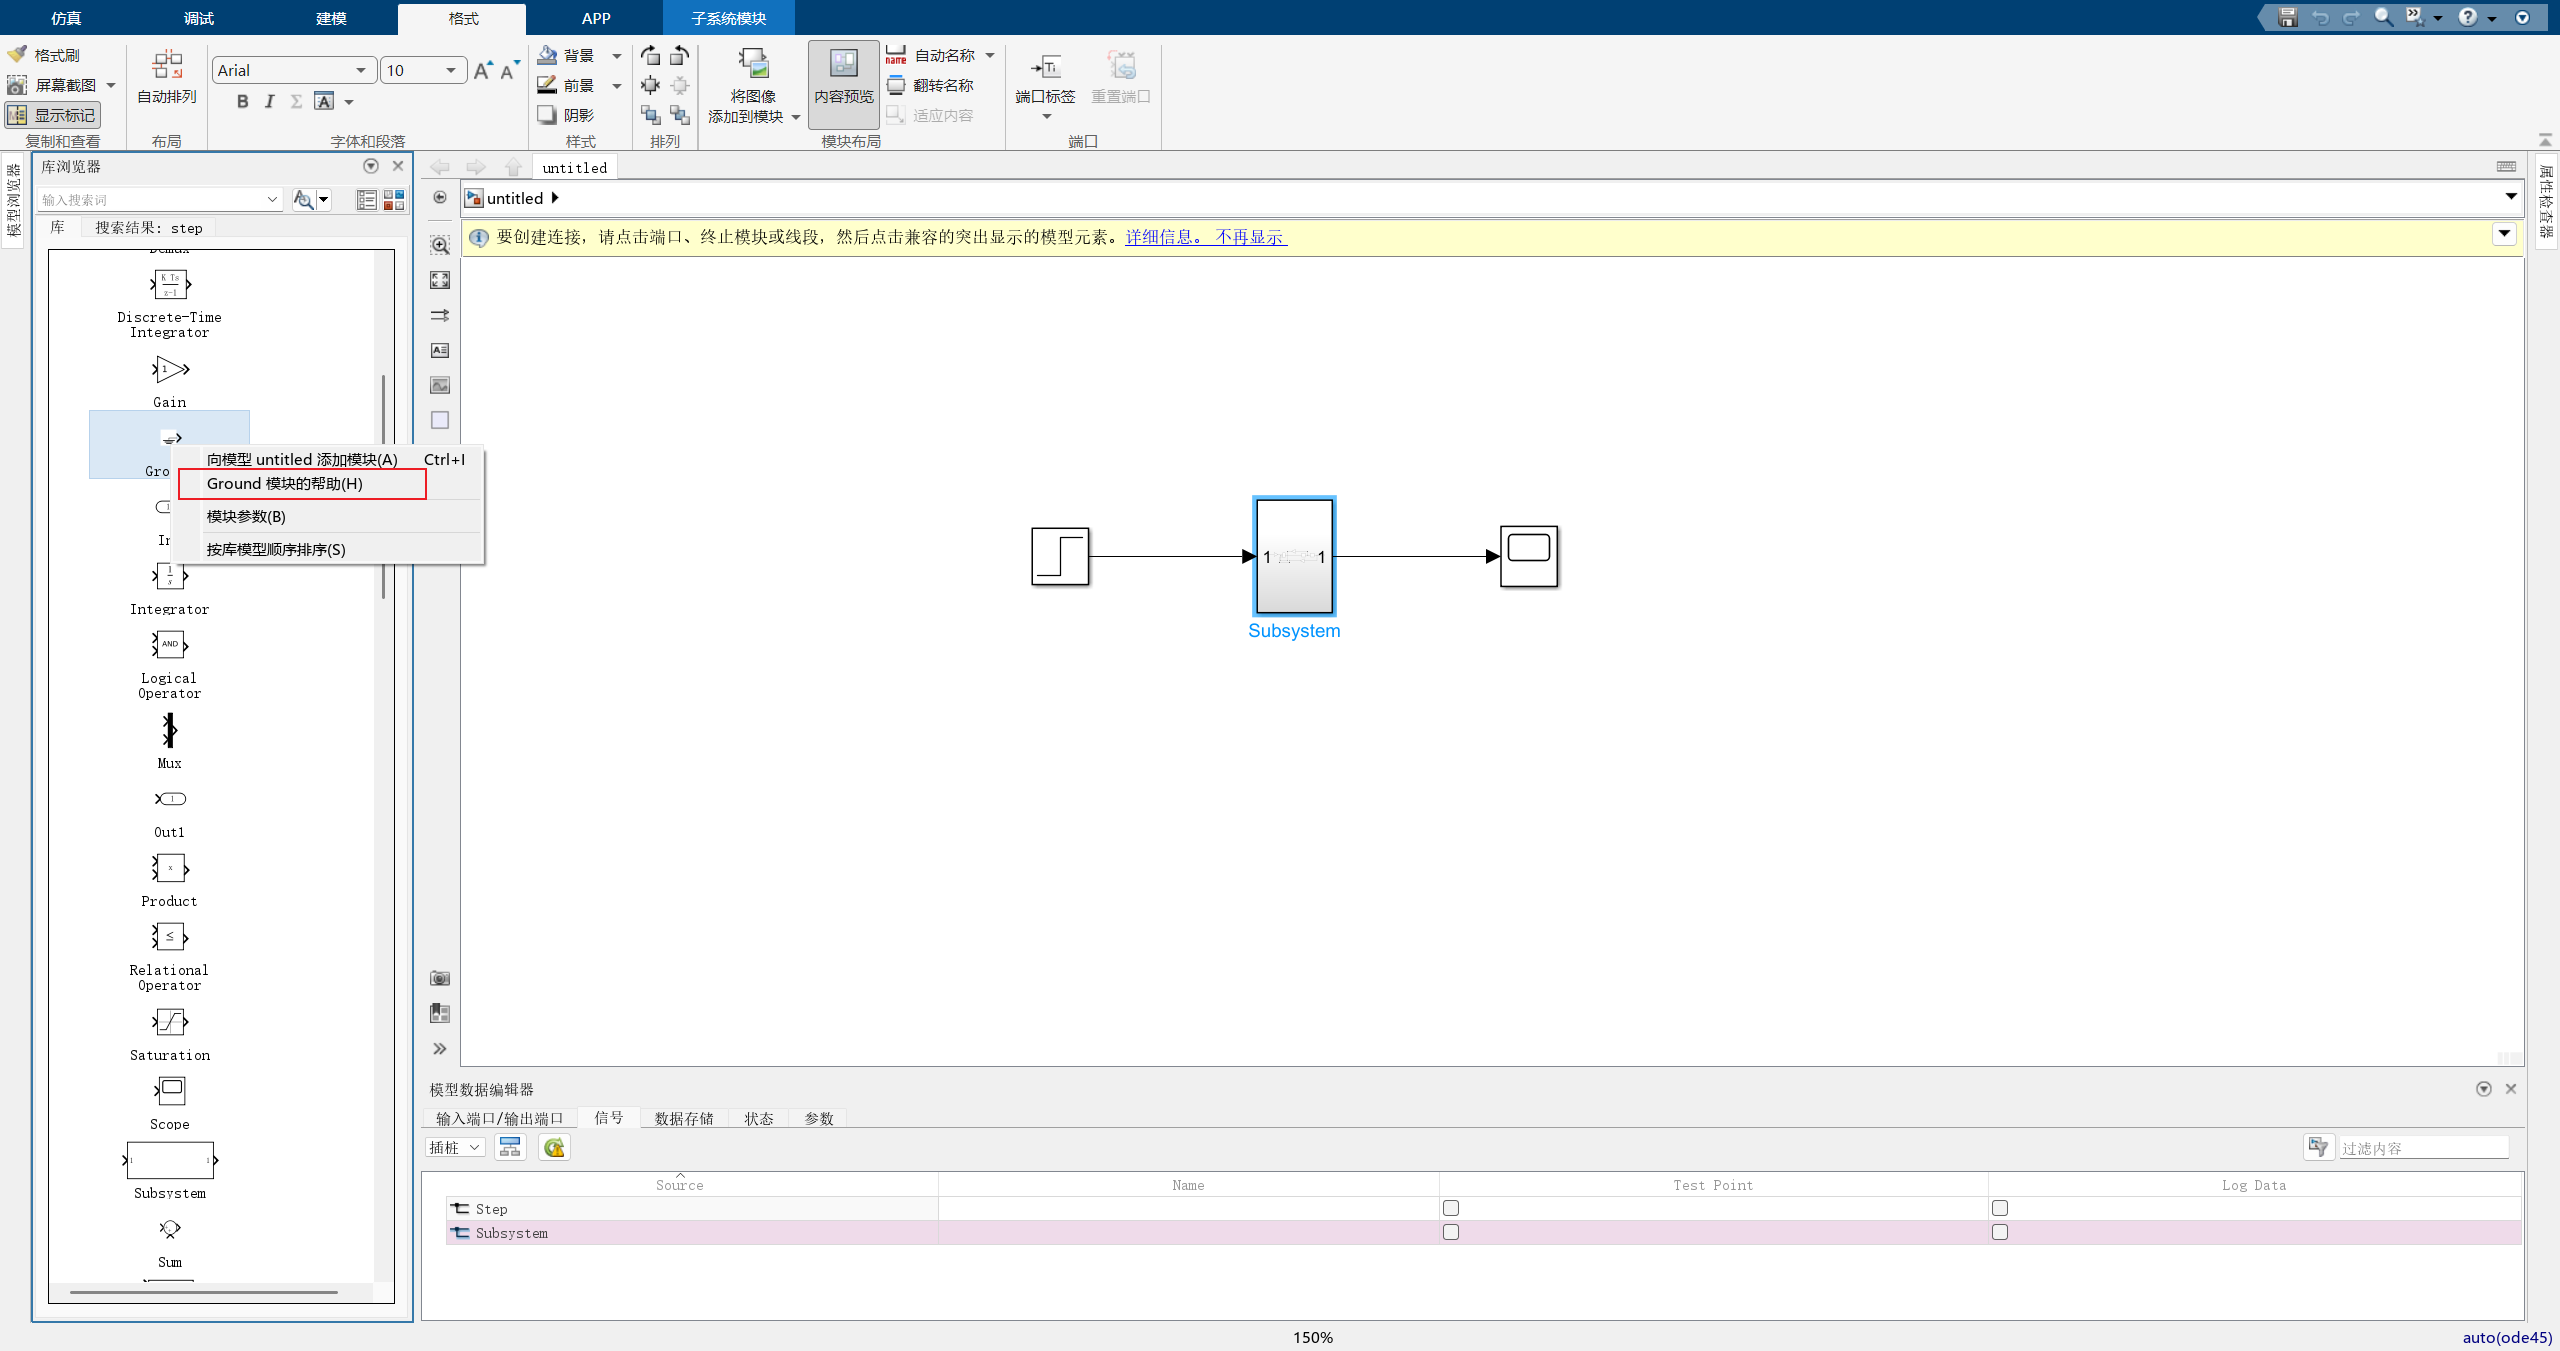 仿真
调试
建模
格式
APP
子系统模块
格式刷
屏幕截图
显示标记
复制和查看
自动排列
布局
Arial
10
B I Σ A
字体和段落
背景
前景
阴影
样式
排列
将图像
添加到模块
内容预览
name
自动名称
翻转名称
适应内容
模块布局
端口标签
重置端口
端口
模型浏览器
库浏览器
输入搜索词
库
搜索结果: step
Demux
K Ts
z-1
Discrete-Time
Integrator
1
Gain
向模型 untitled 添加模块(A) Ctrl+I
Ground 模块的帮助(H)
模块参数(B)
按库模型顺序排序(S)
Gro
In
1
s
Integrator
AND
Logical
Operator
Mux
1
Out1
x
Product
≤
Relational
Operator
Saturation
Scope
1 1
Subsystem
Sum
untitled
untitled
要创建连接，请点击端口、终止模块或线段，然后点击兼容的突出显示的模型元素。详细信息。 不再显示
1 1
Subsystem
属性检查器
模型数据编辑器
输入端口/输出端口
信号
数据存储
状态
参数
插桩
过滤内容
Source Name Test Point Log Data
Step
Subsystem
150%
auto(ode45)